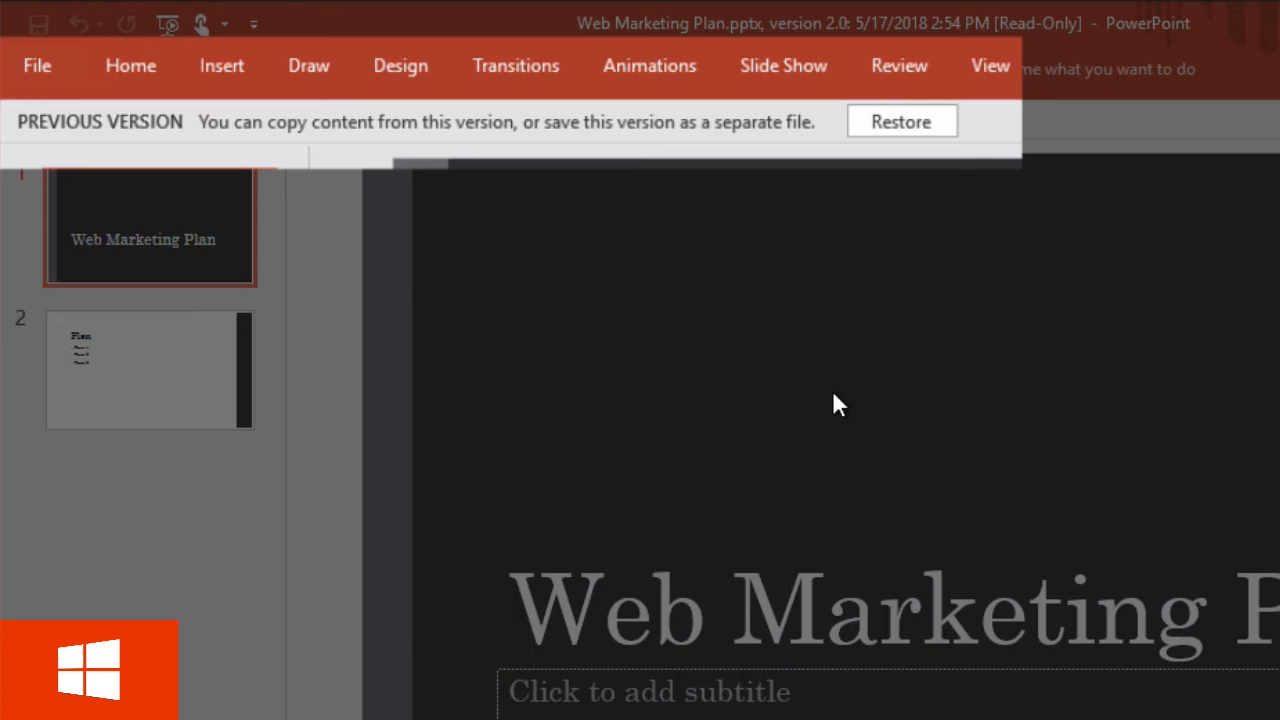 Web Marketing Plan.pptx, version 2.0: 5/17/2018 2:54 PM [Read-Only] - PowerPoint
File Home Insert Draw Design Transitions Animations Slide Show Review View me what you want to do
PREVIOUS VERSION You can copy content from this version, or save this version as a separate file. Restore
1
Web Marketing Plan
2
Plan
Web Marketing P
Click to add subtitle